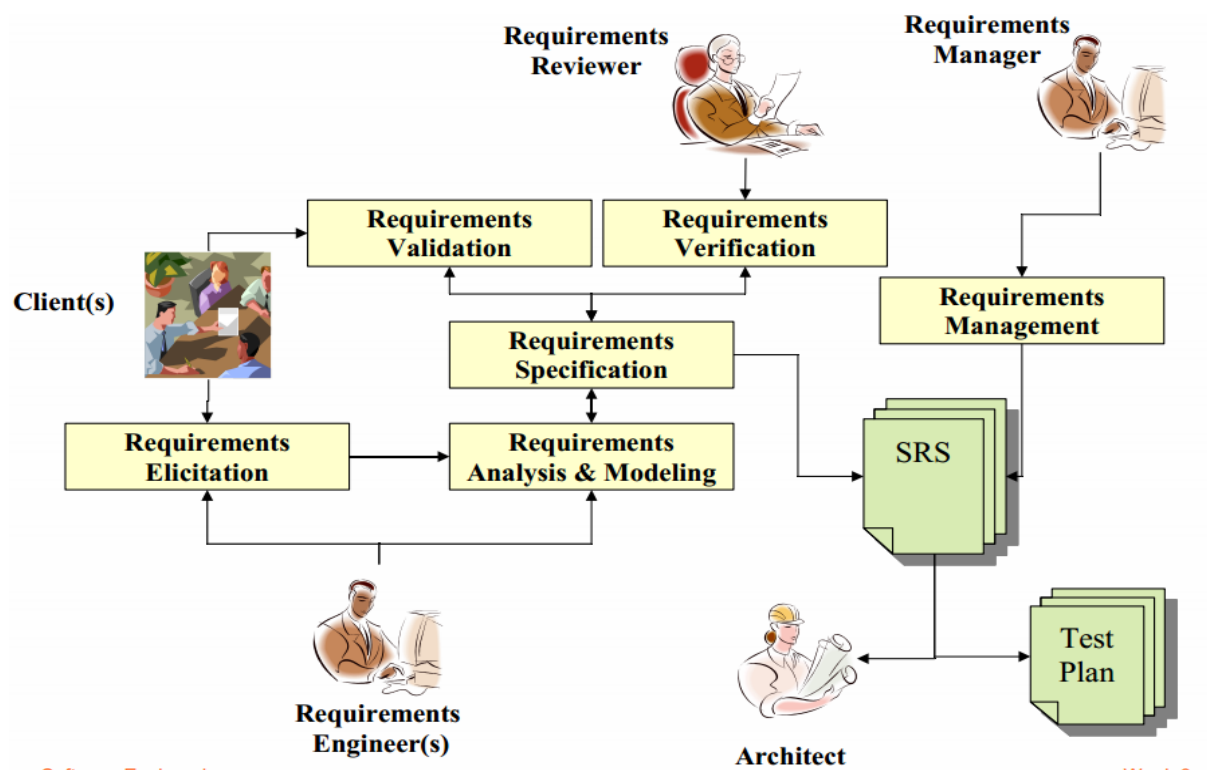 Requirements
Reviewer
Requirements
Manager
Requirements
Validation
Requirements
Verification
Client(s)
Requirements
Management
Requirements
Specification
Requirements
Elicitation
Requirements
Analysis & Modeling
SRS
Test
Plan
Requirements
Engineer(s)
Architect